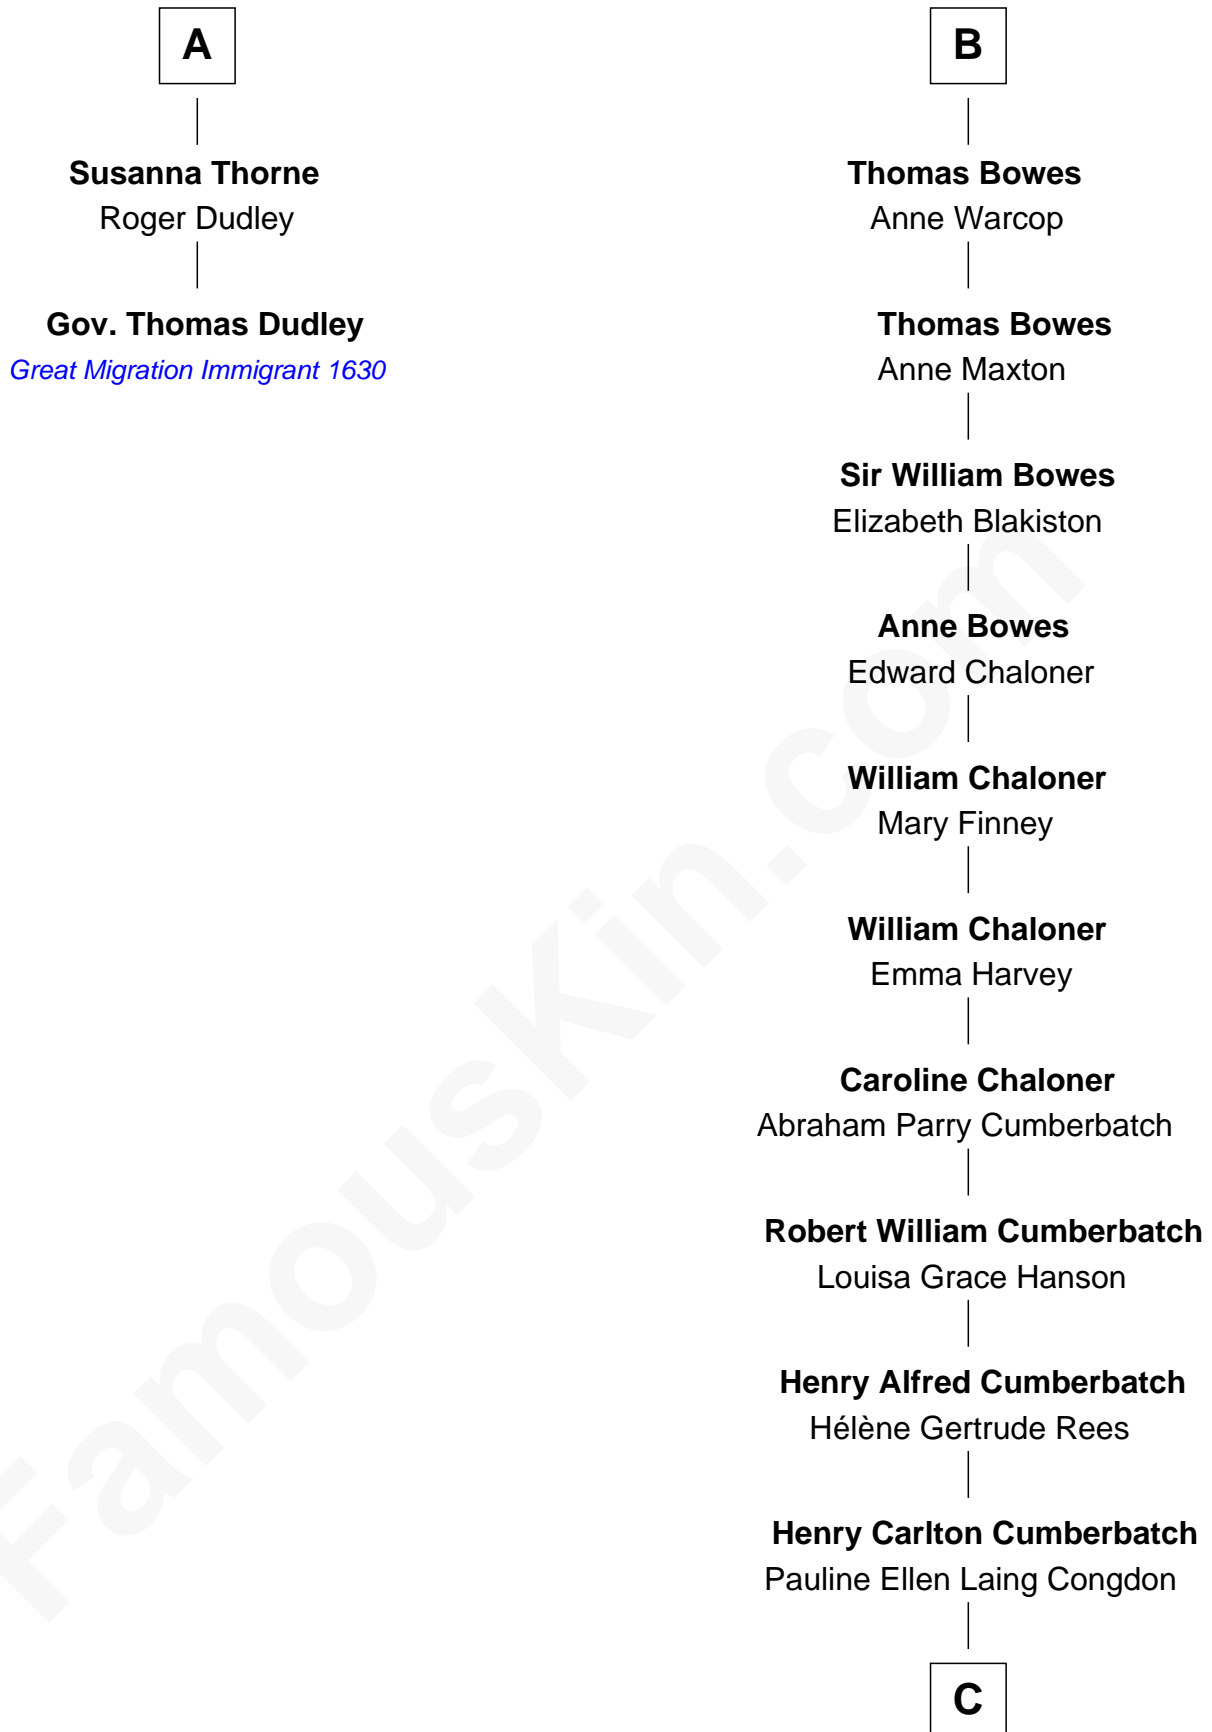 A
Susanna Thorne
Roger Dudley
Gov. Thomas Dudley
Great Migration Immigrant 1630
B
Thomas Bowes
Anne Warcop
Thomas Bowes
Anne Maxton
Sir William Bowes
Elizabeth Blakiston
Anne Bowes
Edward Chaloner
William Chaloner
Mary Finney
William Chaloner
Emma Harvey
Caroline Chaloner
Abraham Parry Cumberbatch
Robert William Cumberbatch
Louisa Grace Hanson
Henry Alfred Cumberbatch
Hélène Gertrude Rees
Henry Carlton Cumberbatch
Pauline Ellen Laing Congdon
C
FamousKin.com